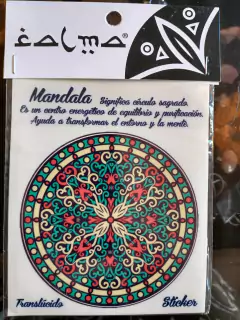 calma®
Mandala Significa círculo sagrado.
Es un centro energético de equilibrio y purificación.
Ayuda a transformar el entorno y la mente.
Translúcido Sticker